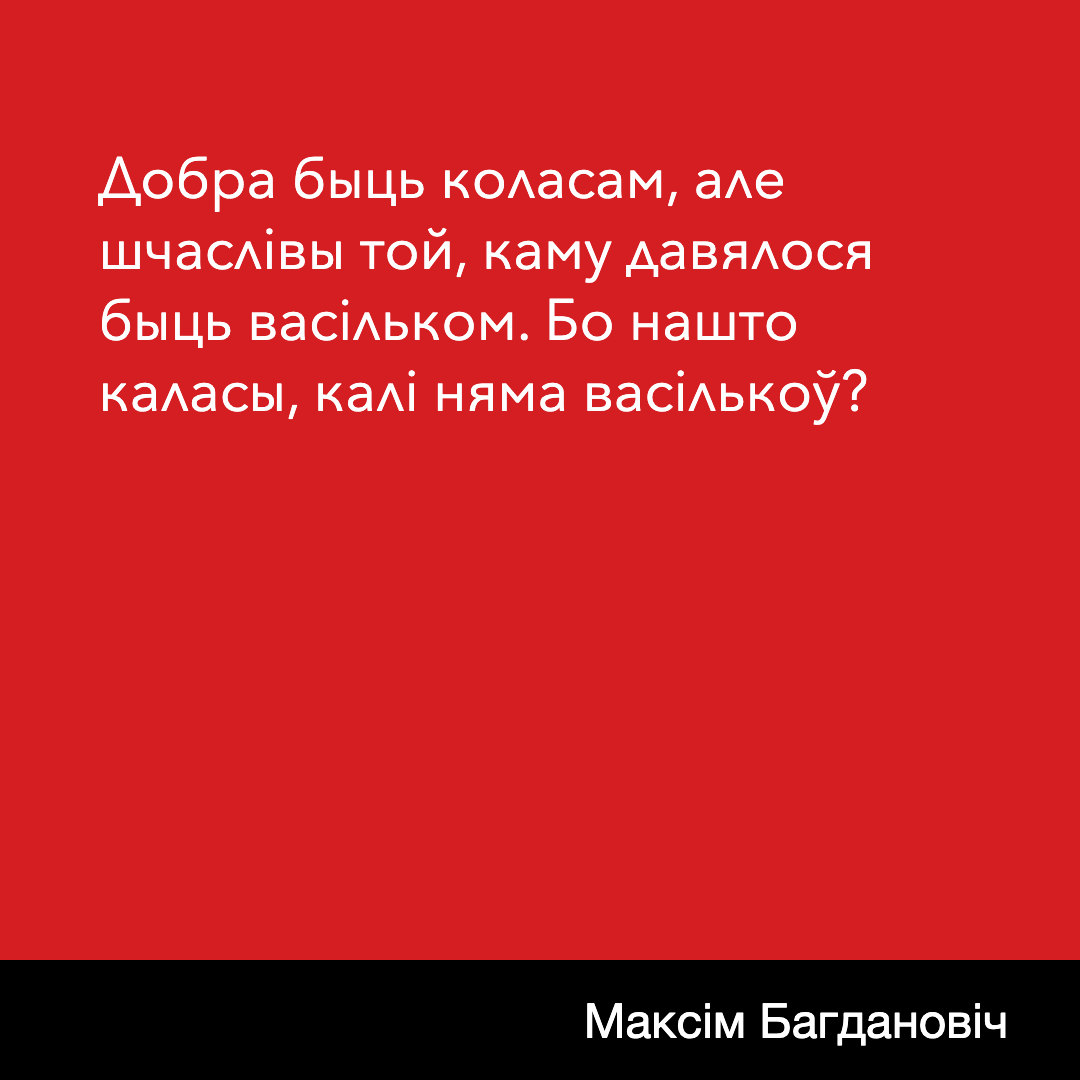 Добра быць коласам, але
шчаслівы той, каму давялося
быць васільком. Бо нашто
каласы, калі няма васількоў?
Максім Багдановіч